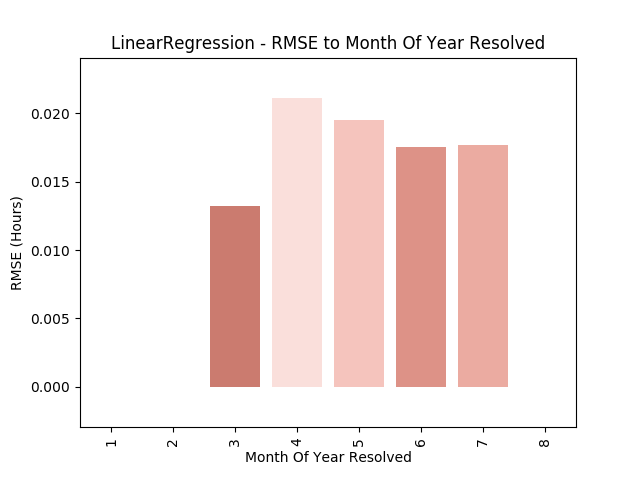 LinearRegression - RMSE to Month Of Year Resolved
RMSE (Hours)
0.020
0.015
0.010
0.005
0.000
1 2 3 4 5 6 7 8
Month Of Year Resolved